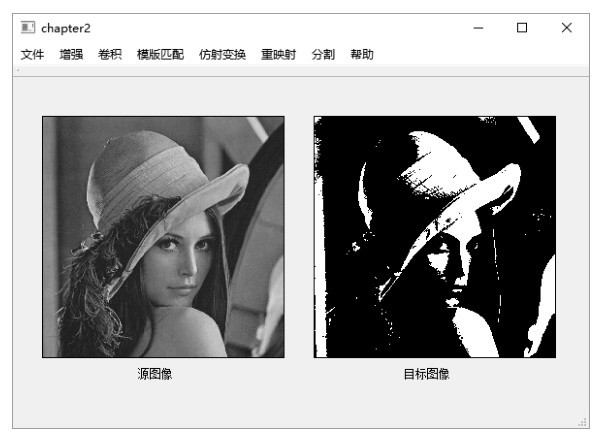 chapter2
文件 增强 卷积 模版匹配 仿射变换 重映射 分割 帮助
源图像 目标图像